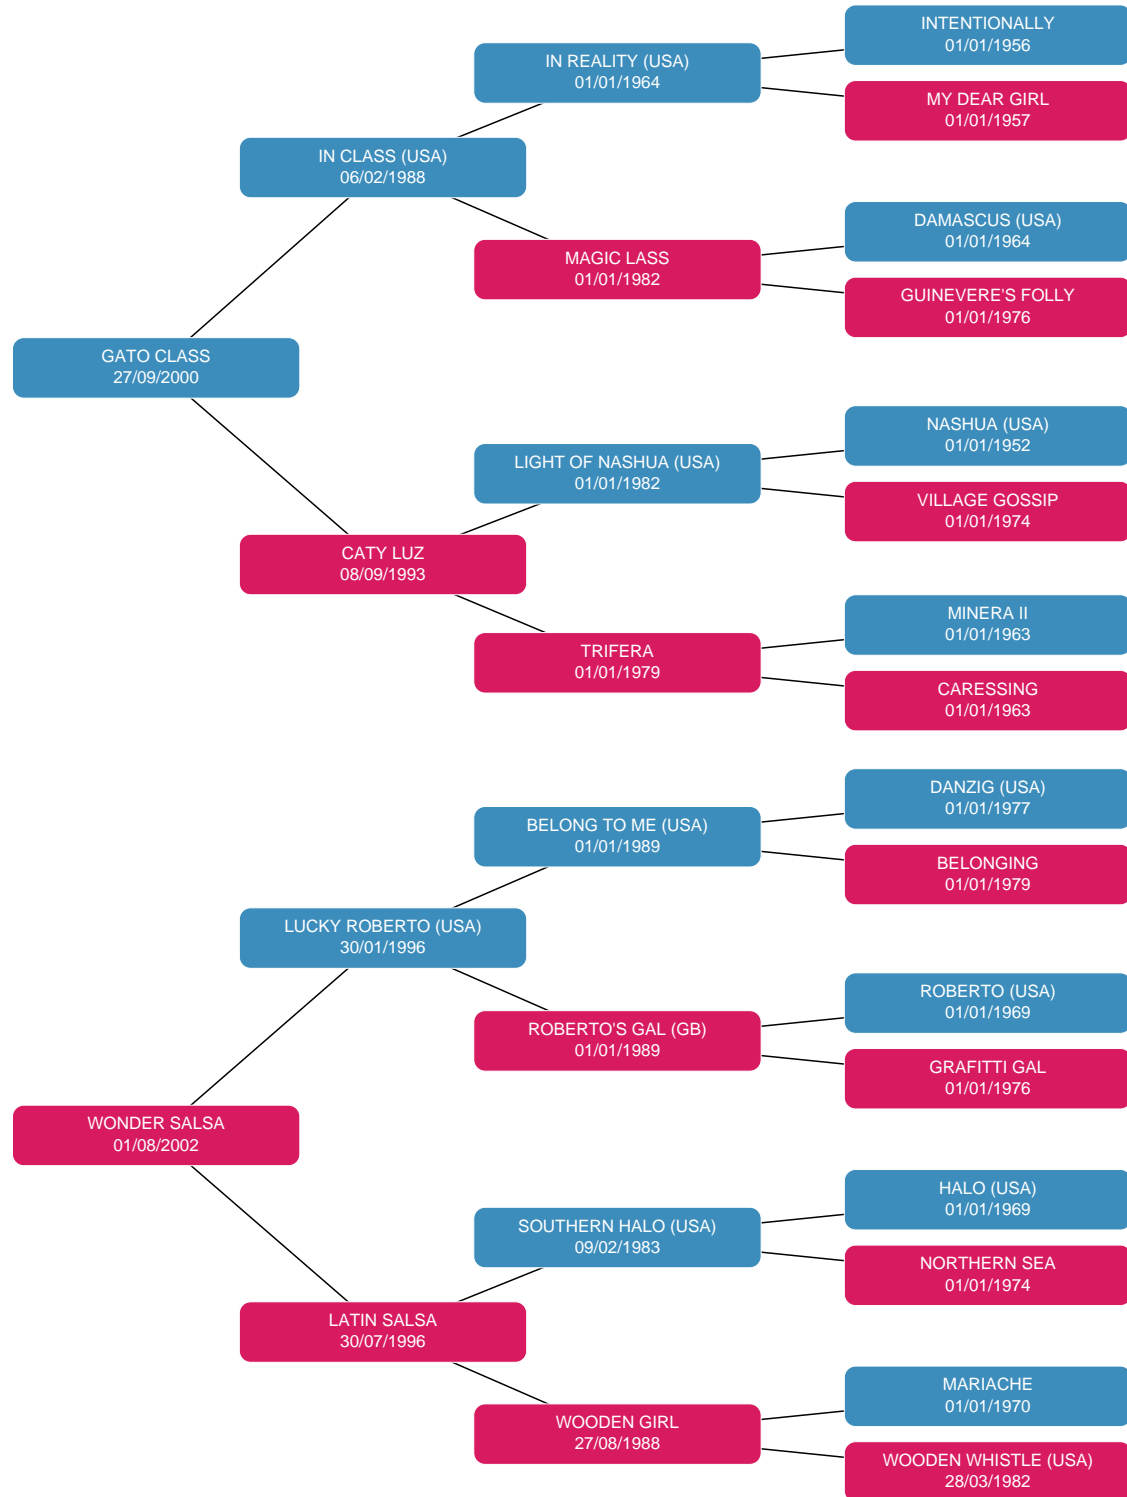 INTENTIONALLY
01/01/1956
IN REALITY (USA)
01/01/1964
MY DEAR GIRL
01/01/1957
IN CLASS (USA)
06/02/1988
DAMASCUS (USA)
01/01/1964
MAGIC LASS
01/01/1982
GUINEVERE'S FOLLY
01/01/1976
GATO CLASS
27/09/2000
NASHUA (USA)
01/01/1952
LIGHT OF NASHUA (USA)
01/01/1982
VILLAGE GOSSIP
01/01/1974
CATY LUZ
08/09/1993
MINERA II
01/01/1963
TRIFERA
01/01/1979
CARESSING
01/01/1963
DANZIG (USA)
01/01/1977
BELONG TO ME (USA)
01/01/1989
BELONGING
01/01/1979
LUCKY ROBERTO (USA)
30/01/1996
ROBERTO (USA)
01/01/1969
ROBERTO'S GAL (GB)
01/01/1989
GRAFITTI GAL
01/01/1976
WONDER SALSA
01/08/2002
HALO (USA)
01/01/1969
SOUTHERN HALO (USA)
09/02/1983
NORTHERN SEA
01/01/1974
LATIN SALSA
30/07/1996
MARIACHE
01/01/1970
WOODEN GIRL
27/08/1988
WOODEN WHISTLE (USA)
28/03/1982